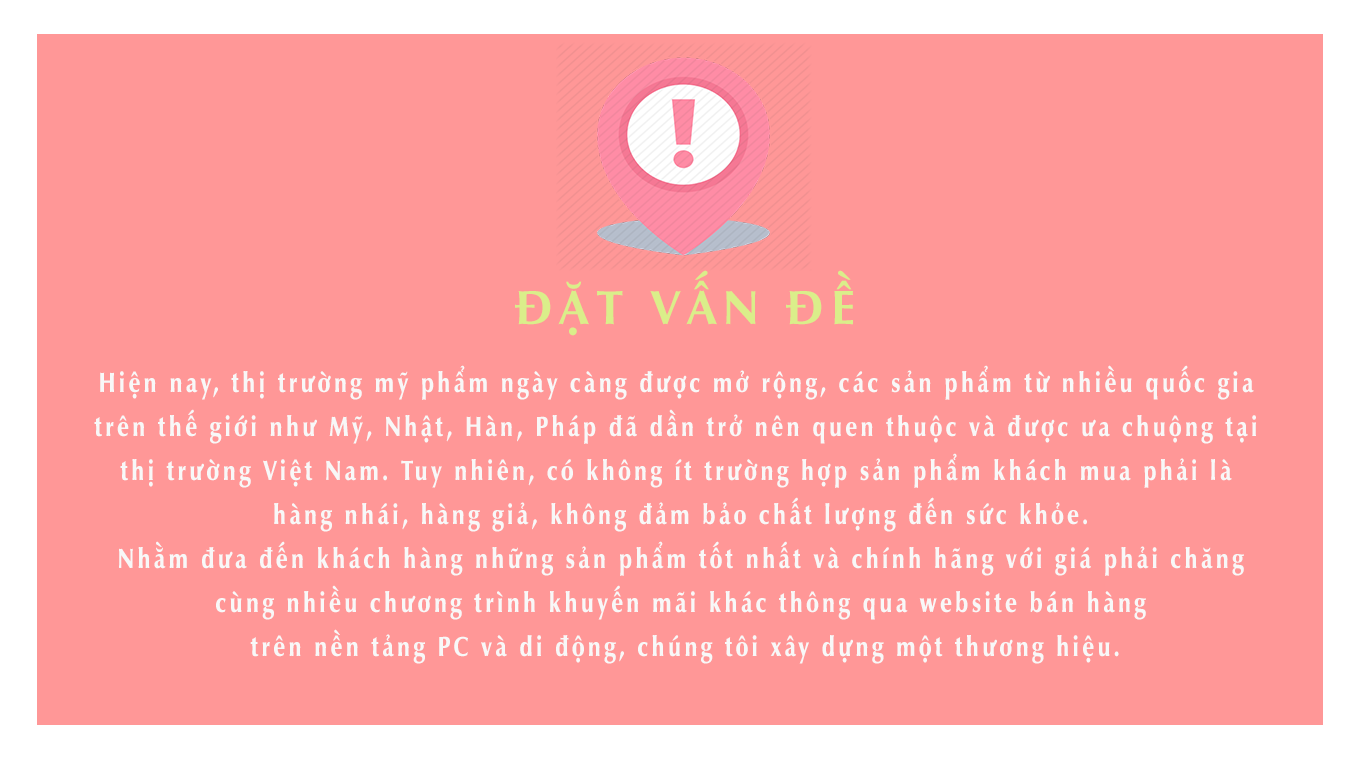 ĐẶT VẤN ĐỀ
Hiện nay, thị trường mỹ phẩm ngày càng được mở rộng, các sản phẩm từ nhiều quốc gia
trên thế giới như Mỹ, Nhật, Hàn, Pháp đã dần trở nên quen thuộc và được ưa chuộng tại
thị trường Việt Nam. Tuy nhiên, có không ít trường hợp sản phẩm khách mua phải là
hàng nhái, hàng giả, không đảm bảo chất lượng đến sức khỏe.
Nhằm đưa đến khách hàng những sản phẩm tốt nhất và chính hãng với giá phải chăng
cùng nhiều chương trình khuyến mãi khác thông qua website bán hàng
trên nền tảng PC và di động, chúng tôi xây dựng một thương hiệu.